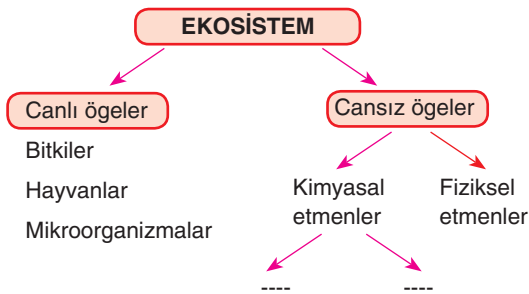 EKOSİSTEM
Canlı ögeler
Bitkiler
Hayvanlar
Mikroorganizmalar
Cansız ögeler
Kimyasal
etmenler
Fiziksel
etmenler
----
----